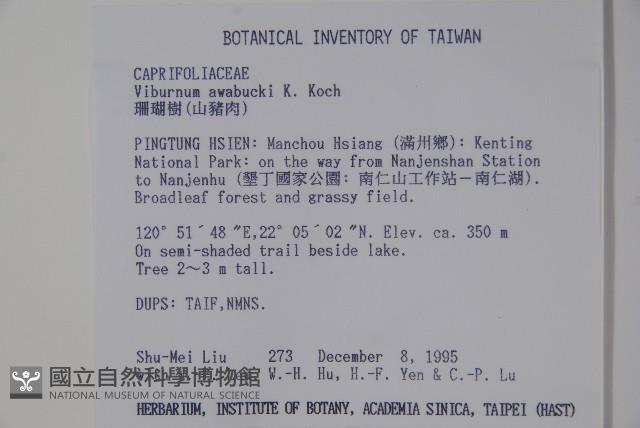 BOTANICAL INVENTORY OF TAIWAN
CAPRIFOLIACEAE
Viburnum awabucki K. Koch
珊瑚樹(山豬肉)
PINGTUNG HSIEN: Manchou Hsiang (滿州鄉): Kenting
National Park: on the way from Nanjenshan Station
to Nanjenhu (墾丁國家公園: 南仁山工作站－南仁湖).
Broadleaf forest and grassy field.
120° 51´ 48 "E,22° 05´ 02 "N. Elev. ca. 350 m
On semi-shaded trail beside lake.
Tree 2～3 m tall.
DUPS: TAIF,NMNS.
Shu-Mei Liu 273 December 8, 1995
W.-H. Hu, H.-F. Yen & C.-P. Lu
國立自然科學博物館
NATIONAL MUSEUM OF NATURAL SCIENCE
HERBARIUM, INSTITUTE OF BOTANY, ACADEMIA SINICA, TAIPEI (HAST)